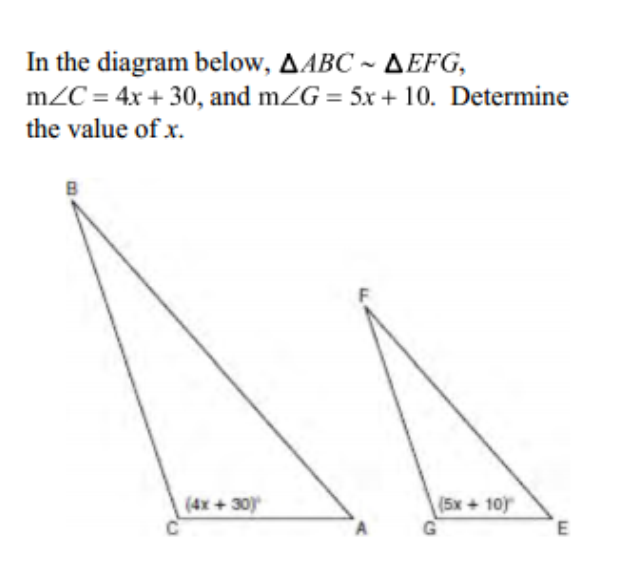 In the diagram below, ΔABC ~ ΔEFG,
m∠C = 4x + 30, and m∠G = 5x + 10. Determine
the value of x.
B
F
(4x + 30)°
(5x + 10)°
C
A
G
E